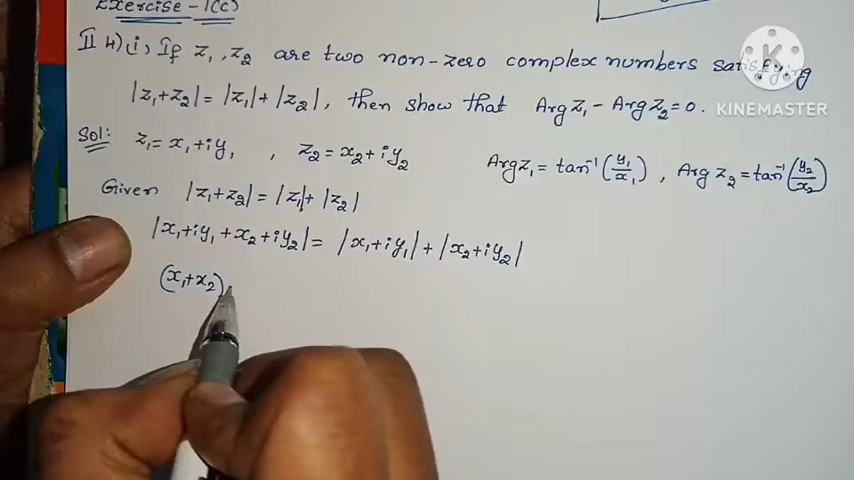 Exercise-1(c)
II 4)(i) If z₁, z₂ are two non-zero complex numbers satisfying
|z₁+z₂| = |z₁| + |z₂|, then show that Arg z₁ - Arg z₂ = 0.
Sol: z₁ = x₁+iy₁ , z₂ = x₂+iy₂ Arg z₁ = tan⁻¹(y₁/x₁), Arg z₂ = tan⁻¹(y₂/x₂)
Given |z₁+z₂| = |z₁| + |z₂|
|x₁+iy₁+x₂+iy₂| = |x₁+iy₁| + |x₂+iy₂|
(x₁+x₂)
K
KINEMASTER